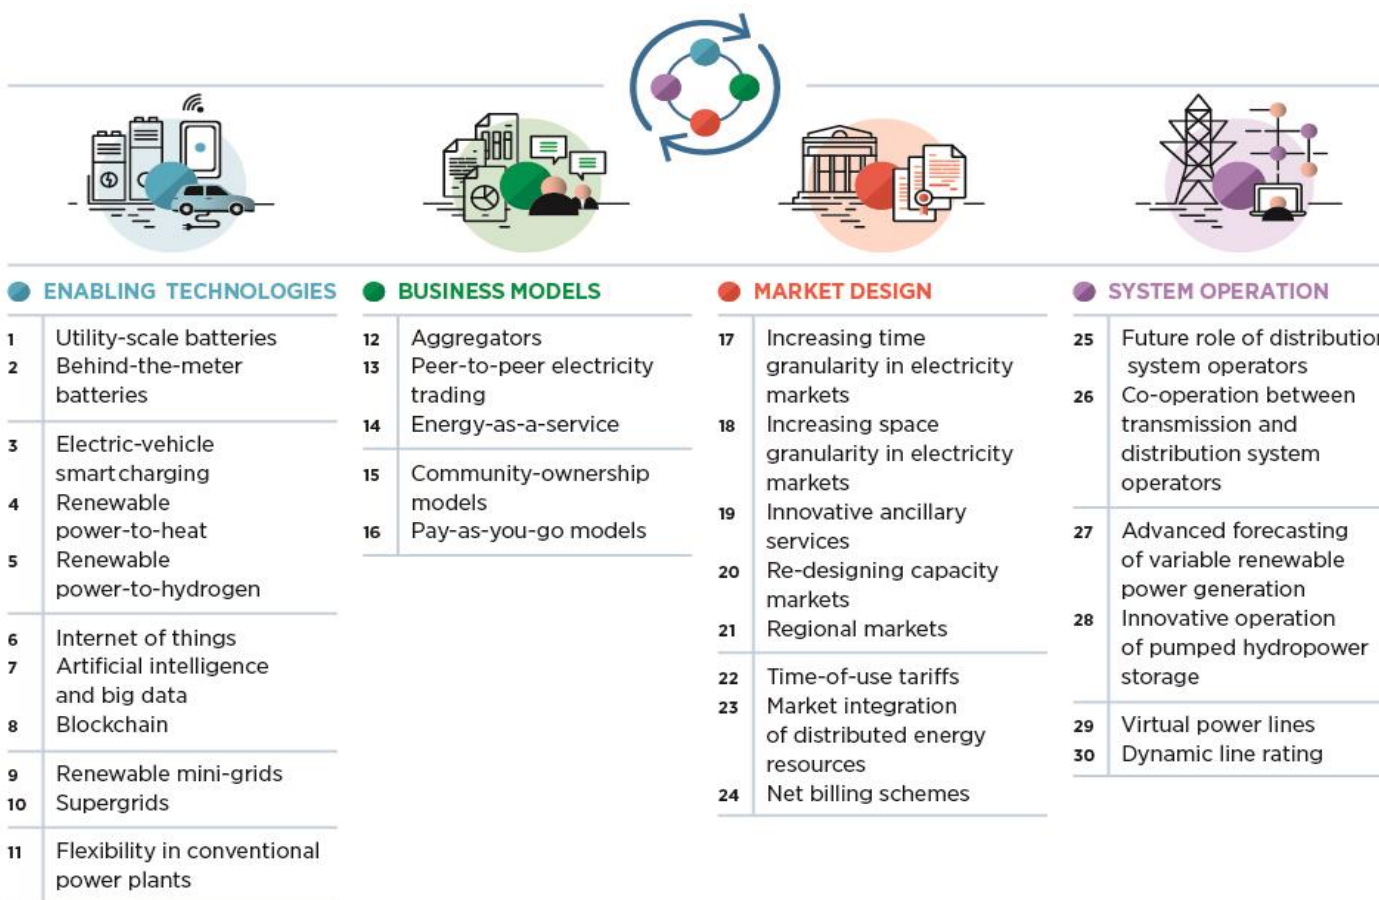 ENABLING TECHNOLOGIES
1 Utility-scale batteries
2 Behind-the-meter
batteries
3 Electric-vehicle
smart charging
4 Renewable
power-to-heat
5 Renewable
power-to-hydrogen
6 Internet of things
7 Artificial intelligence
and big data
8 Blockchain
9 Renewable mini-grids
10 Supergrids
11 Flexibility in conventional
power plants
BUSINESS MODELS
12 Aggregators
13 Peer-to-peer electricity
trading
14 Energy-as-a-service
15 Community-ownership
models
16 Pay-as-you-go models
MARKET DESIGN
17 Increasing time
granularity in electricity
markets
18 Increasing space
granularity in electricity
markets
19 Innovative ancillary
services
20 Re-designing capacity
markets
21 Regional markets
22 Time-of-use tariffs
23 Market integration
of distributed energy
resources
24 Net billing schemes
SYSTEM OPERATION
25 Future role of distribution
system operators
26 Co-operation between
transmission and
distribution system
operators
27 Advanced forecasting
of variable renewable
power generation
28 Innovative operation
of pumped hydropower
storage
29 Virtual power lines
30 Dynamic line rating